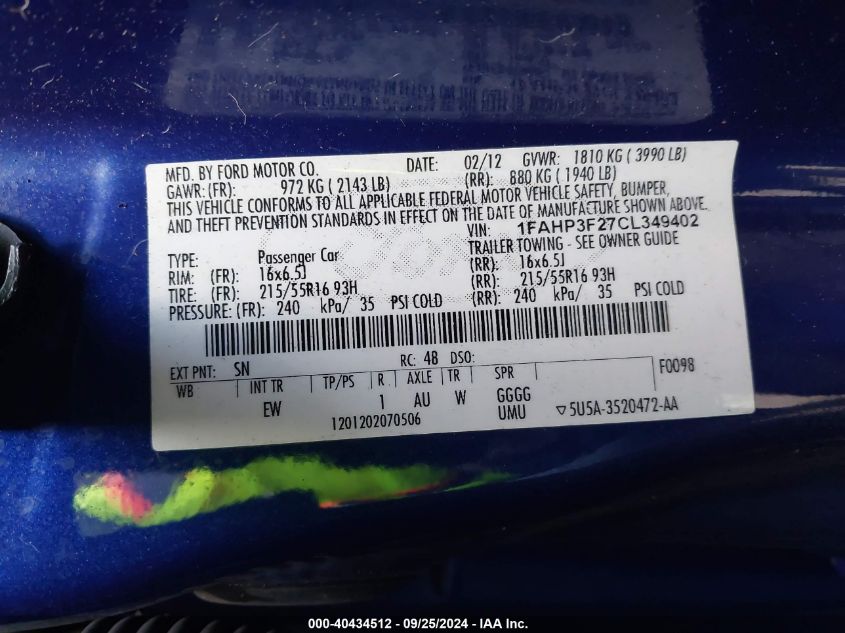 MFD. BY FORD MOTOR CO. DATE: 02/12 GVWR: 1810 KG ( 3990 LB)
GAWR:(FR): 972 KG ( 2143 LB) (RR): 880 KG ( 1940 LB)
THIS VEHICLE CONFORMS TO ALL APPLICABLE FEDERAL MOTOR VEHICLE SAFETY, BUMPER,
AND THEFT PREVENTION STANDARDS IN EFFECT ON THE DATE OF MANUFACTURE SHOWN ABOVE.
VIN: 1FAHP3F27CL349402
TYPE: Passenger Car TRAILER TOWING - SEE OWNER GUIDE
RIM: (FR): 16x6.5J (RR): 16x6.5J
TIRE: (FR): 215/55R16 93H (RR): 215/55R16 93H
PRESSURE: (FR): 240 kPa/ 35 PSI COLD (RR): 240 kPa/ 35 PSI COLD
EXT PNT: SN RC: 48 DSO: F0098
WB INT TR TP/PS R AXLE TR SPR
EW 1 AU W GGGG
1201202070506 UMU ▽5U5A-3520472-AA
000-40434512 - 09/25/2024 - IAA Inc.